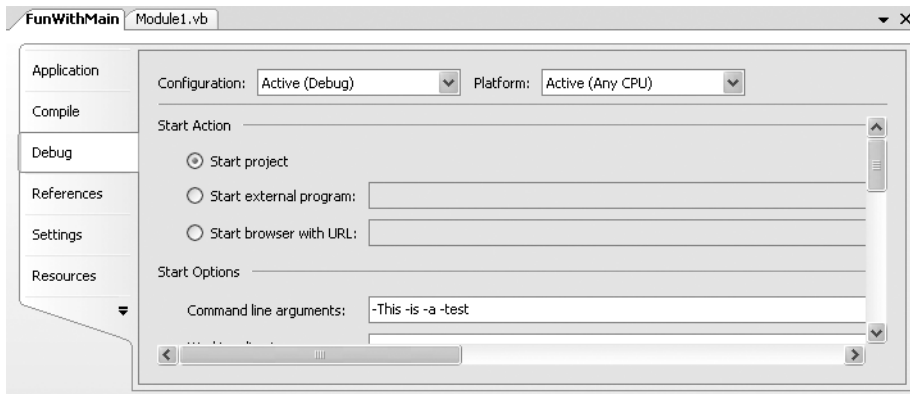 FunWithMain Module1.vb
Application
Compile
Debug
References
Settings
Resources
Configuration: Active (Debug) Platform: Active (Any CPU)
Start Action
Start project
Start external program:
Start browser with URL:
Start Options
Command line arguments: -This -is -a -test